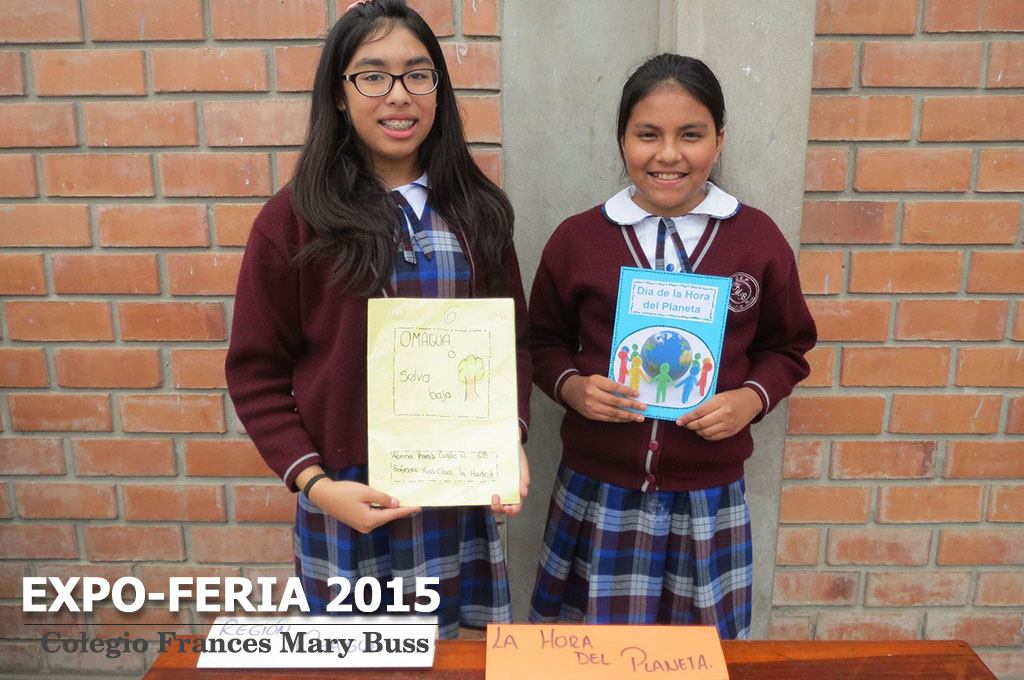 OMAGUA
ó
Selva
baja
Día de la Hora
del Planeta
EXPO-FERIA 2015
Colegio Frances Mary Buss
REGIÓN
LA HORA
DEL PLANETA.